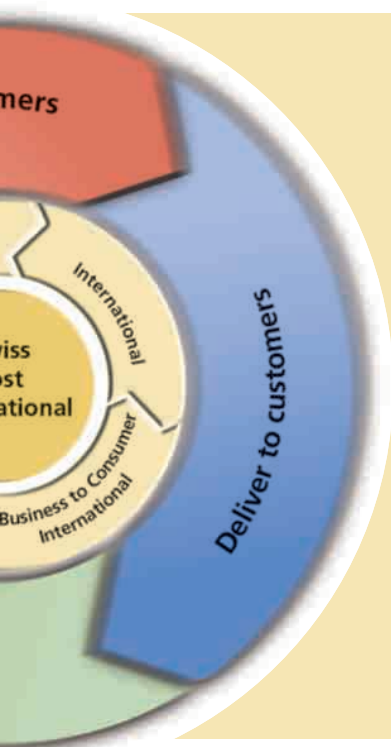 mers
International
iss
ost
ational
Deliver to customers
Business to Consumer
International